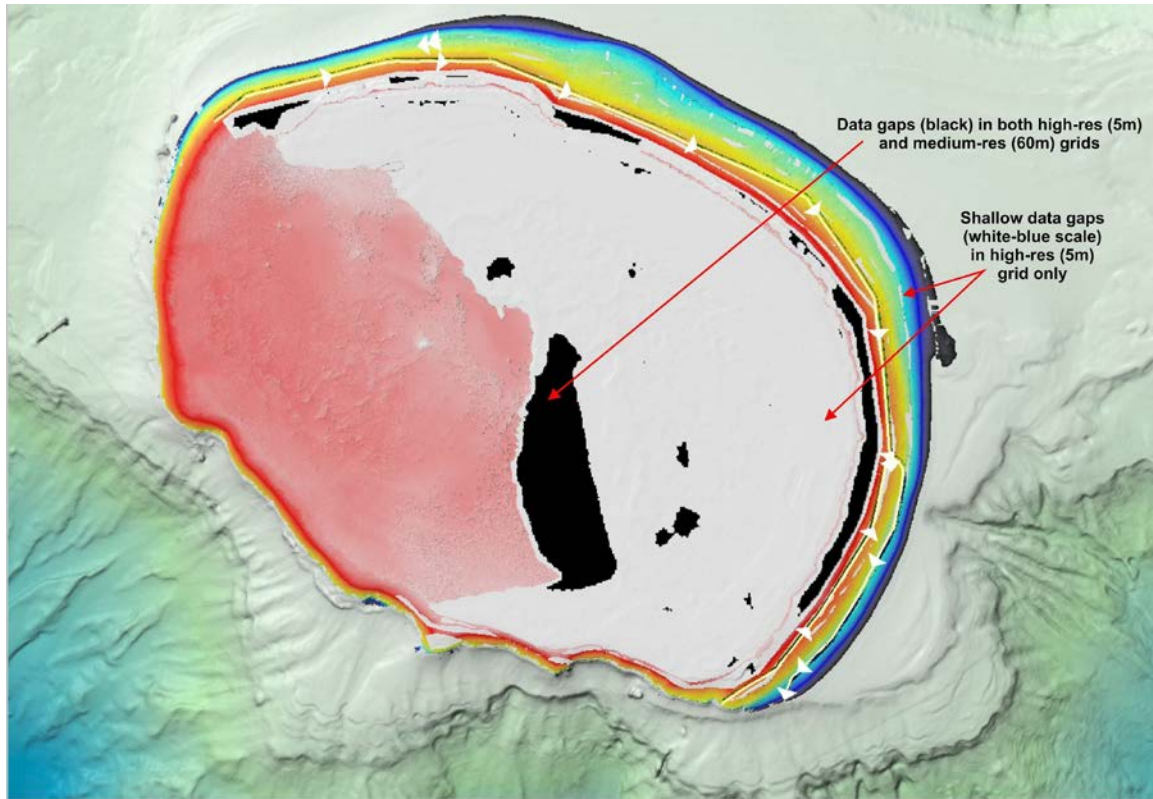 Data gaps (black) in both high-res (5m)
and medium-res (60m) grids
Shallow data gaps
(white-blue scale)
in high-res (5m)
grid only